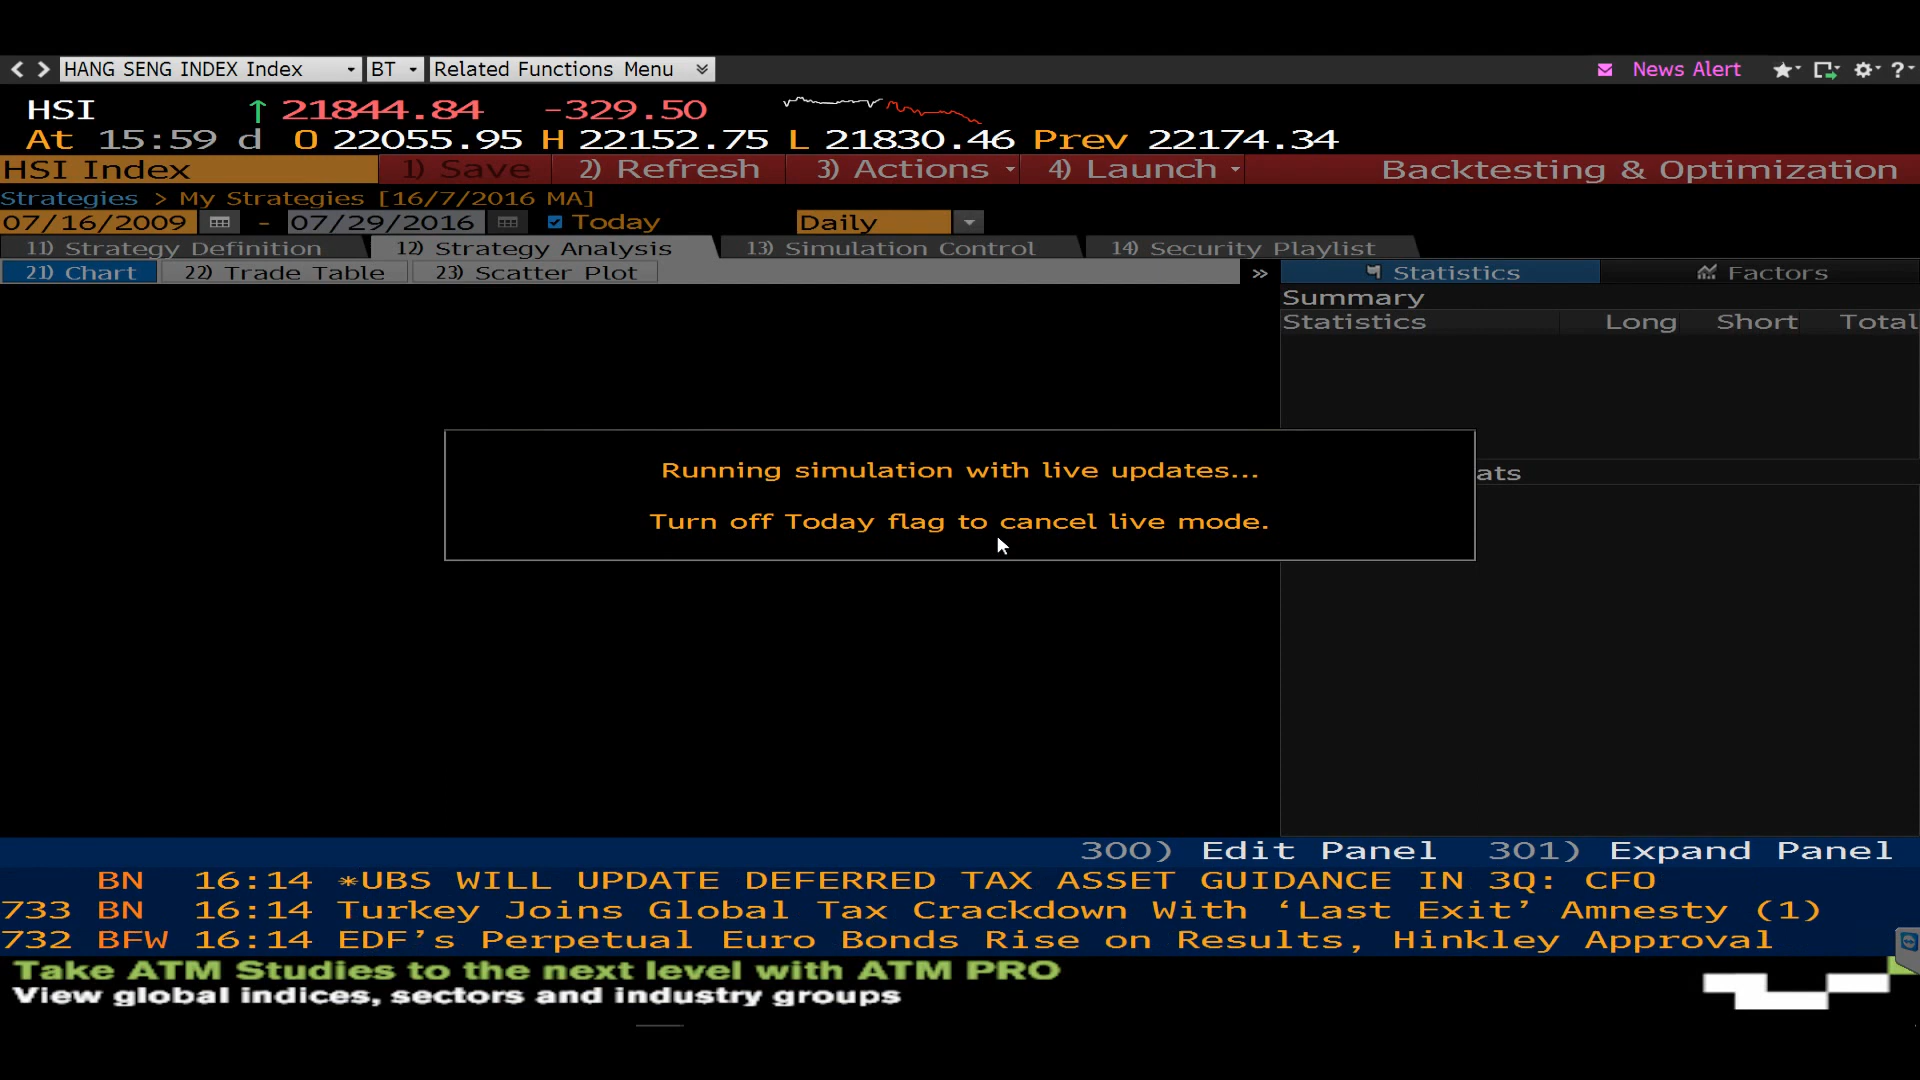 HANG SENG INDEX Index BT Related Functions Menu News Alert ?
HSI ↑ 21844.84 -329.50
At 15:59 d O 22055.95 H 22152.75 L 21830.46 Prev 22174.34
HSI Index 1) Save 2) Refresh 3) Actions 4) Launch Backtesting & Optimization
Strategies > My Strategies [16/7/2016 MA]
07/16/2009 - 07/29/2016 Today Daily
11) Strategy Definition 12) Strategy Analysis 13) Simulation Control 14) Security Playlist
21) Chart 22) Trade Table 23) Scatter Plot » Statistics Factors
Summary
Statistics Long Short Total
Running simulation with live updates...
ats
Turn off Today flag to cancel live mode.
300) Edit Panel 301) Expand Panel
BN 16:14 *UBS WILL UPDATE DEFERRED TAX ASSET GUIDANCE IN 3Q: CFO
733 BN 16:14 Turkey Joins Global Tax Crackdown With ‘Last Exit’ Amnesty (1)
732 BFW 16:14 EDF’s Perpetual Euro Bonds Rise on Results, Hinkley Approval
Take ATM Studies to the next level with ATM PRO
View global indices, sectors and industry groups